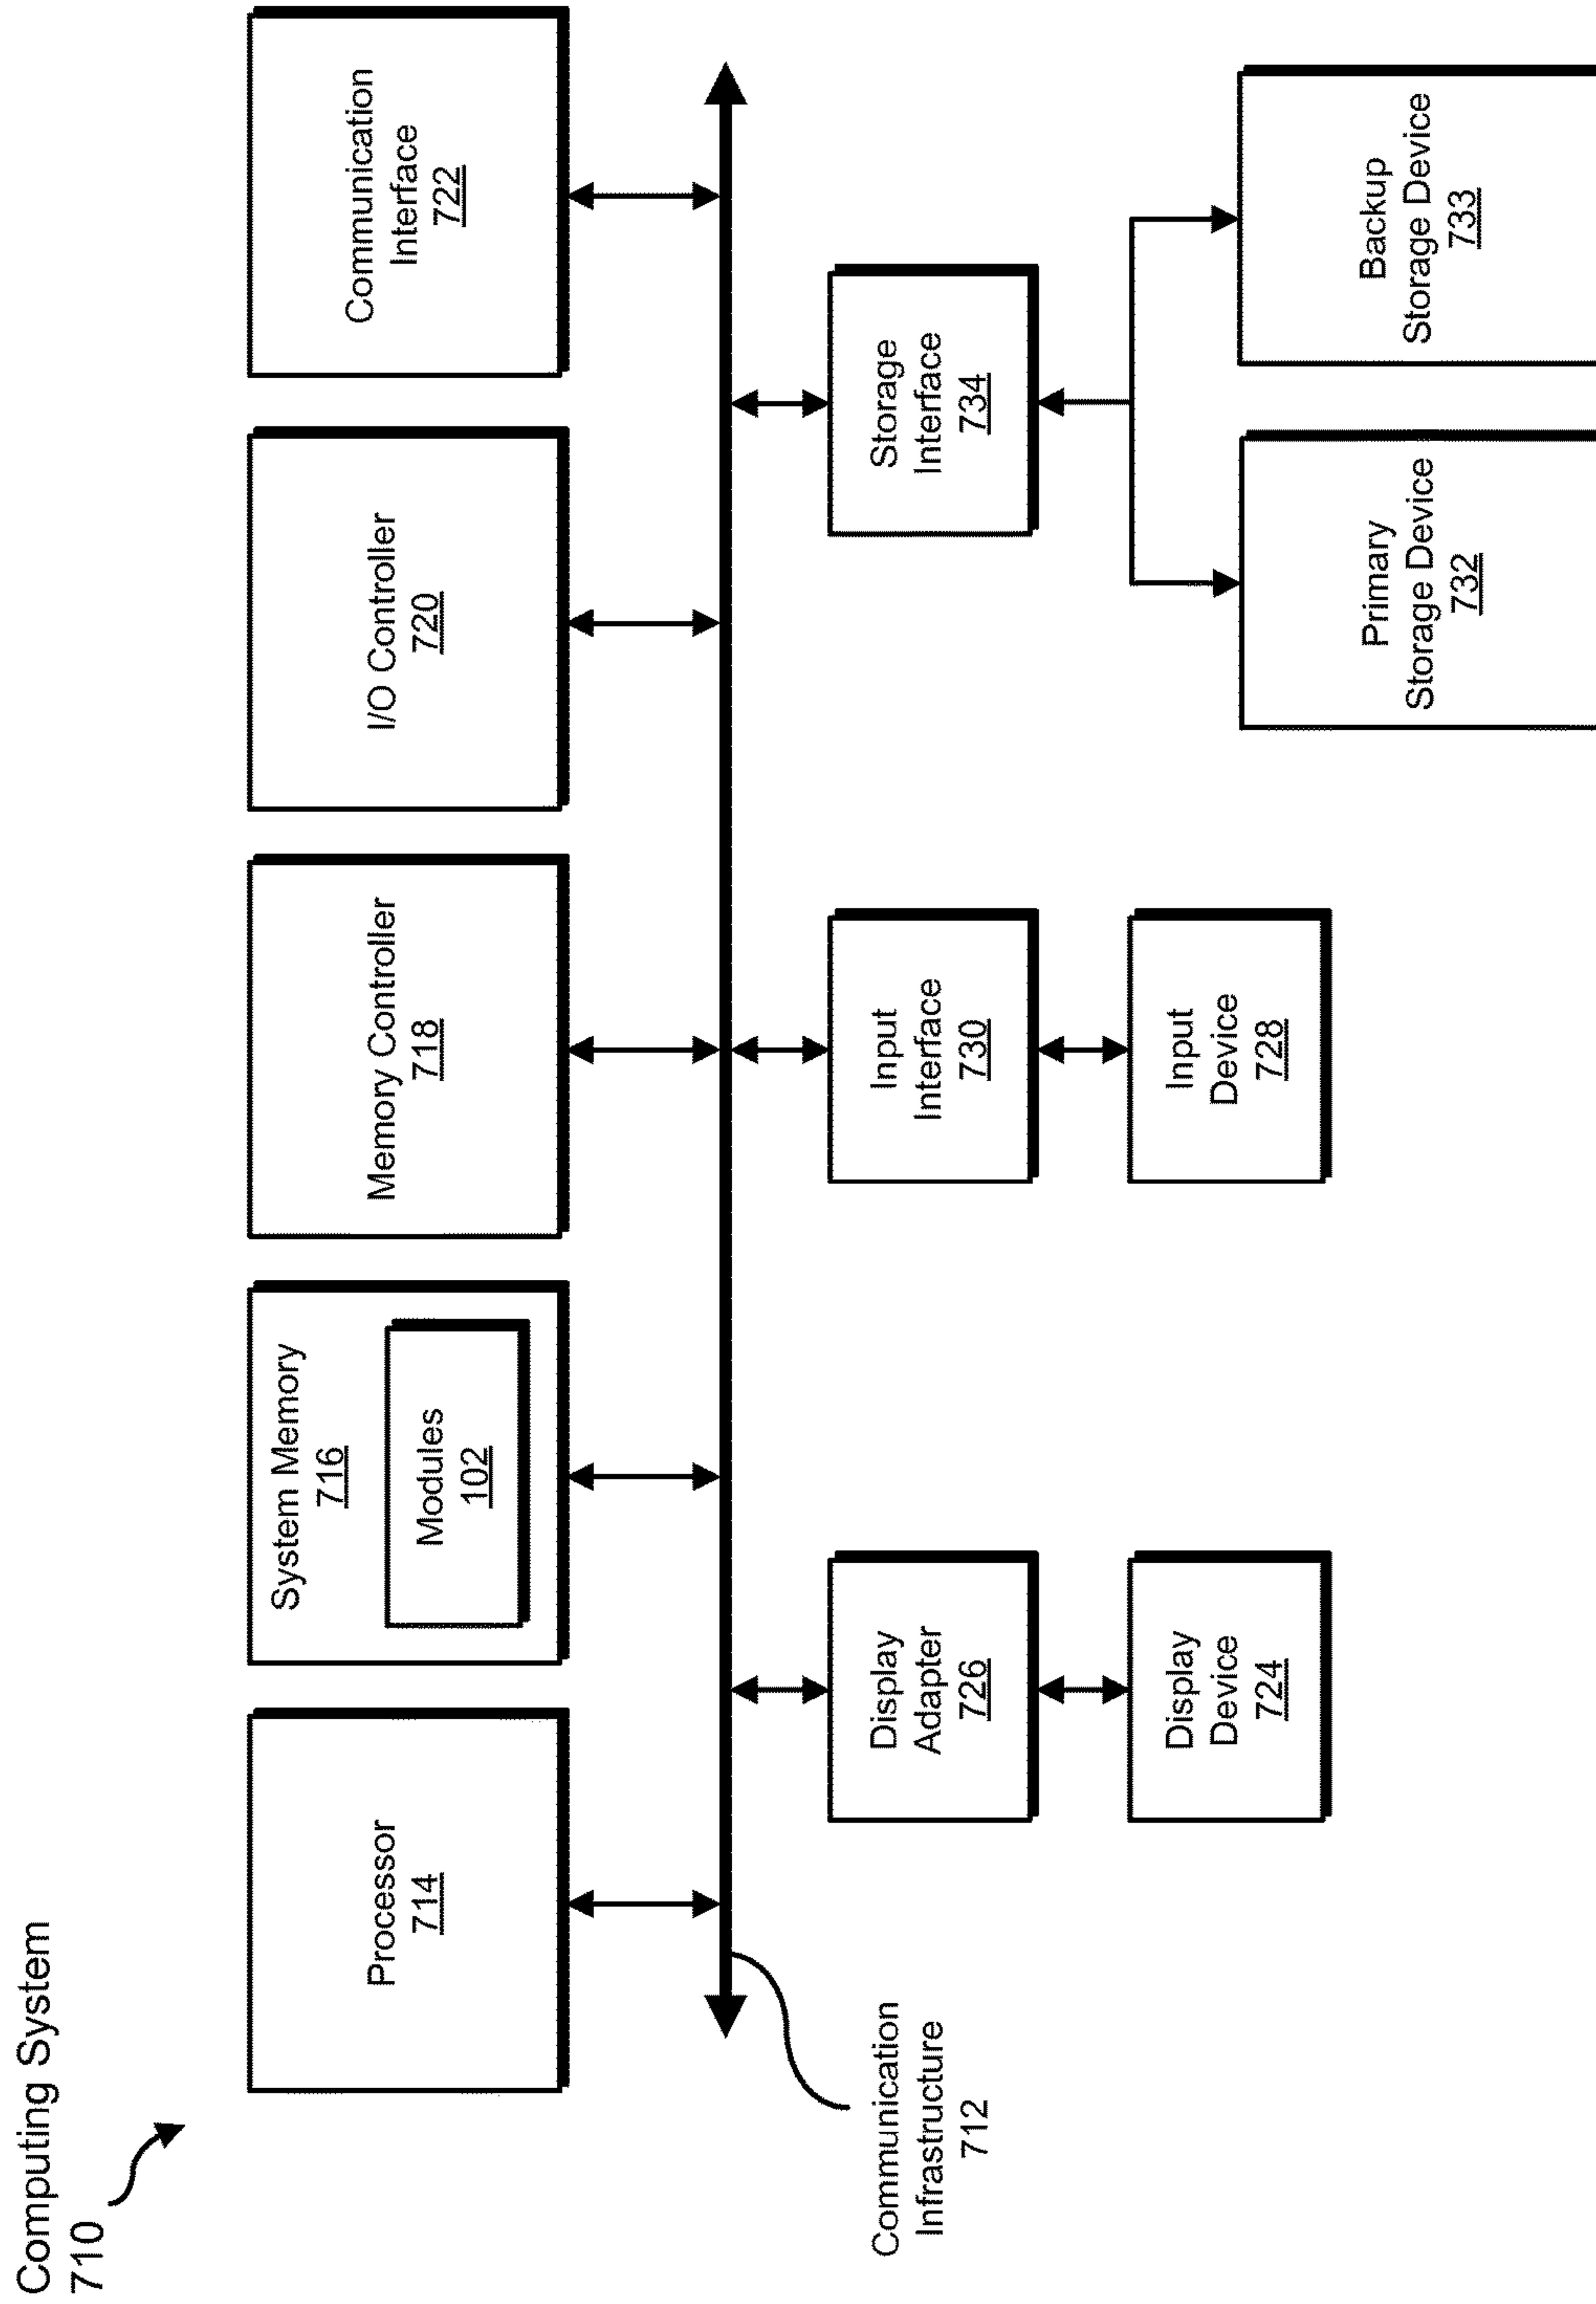 Computing System
710
Processor
714
System Memory
716
Modules
102
Memory Controller
718
I/O Controller
720
Communication
Interface
722
Communication
Infrastructure
712
Display
Adapter
726
Input
Interface
730
Storage
Interface
734
Display
Device
724
Input
Device
728
Primary
Storage Device
732
Backup
Storage Device
733